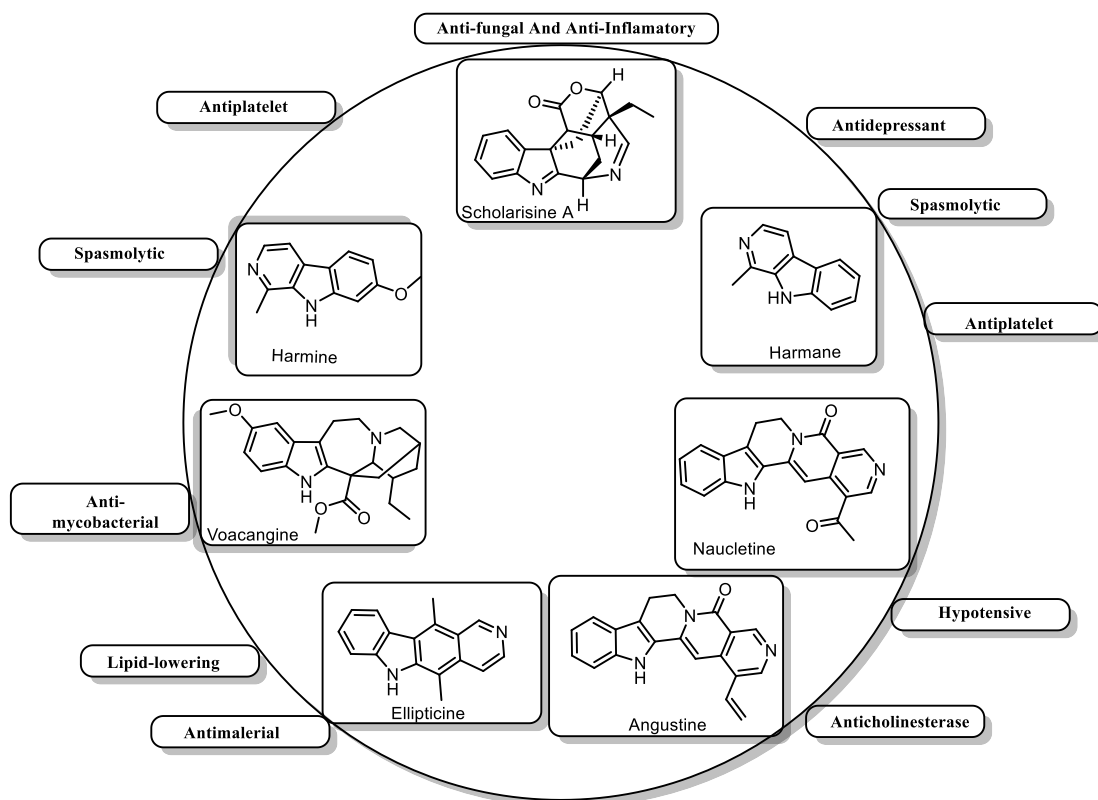 Anti-fungal And Anti-Inflamatory
Antiplatelet
Antidepressant
O
O
H
H
N
N
H
Scholarisine A
Spasmolytic
Spasmolytic
N
N
H
O
Harmine
N
HN
Harmane
Antiplatelet
O
N
N
H
O
O
Voacangine
O
N
N
N
H
O
Naucletine
Anti-
mycobacterial
N
N
H
Ellipticine
O
N
N
N
H
Angustine
Hypotensive
Lipid-lowering
Antimalerial
Anticholinesterase